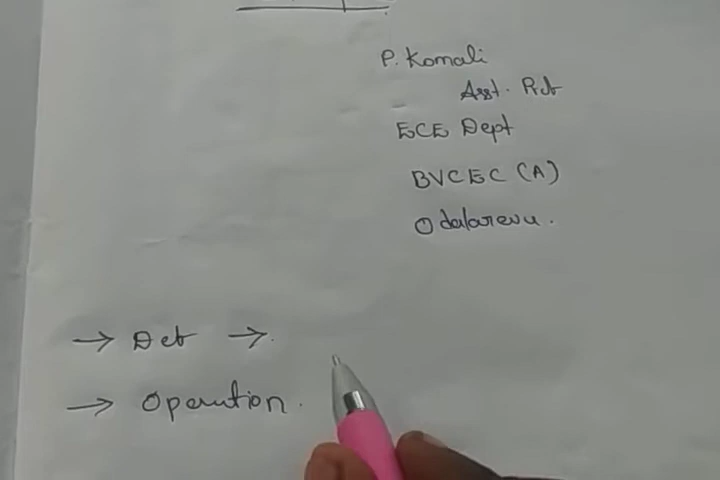 P. Komali
Asst. Prof
ECE Dept
BVCEC (A)
Odalarevu.
→ Def →.
→ Operation.